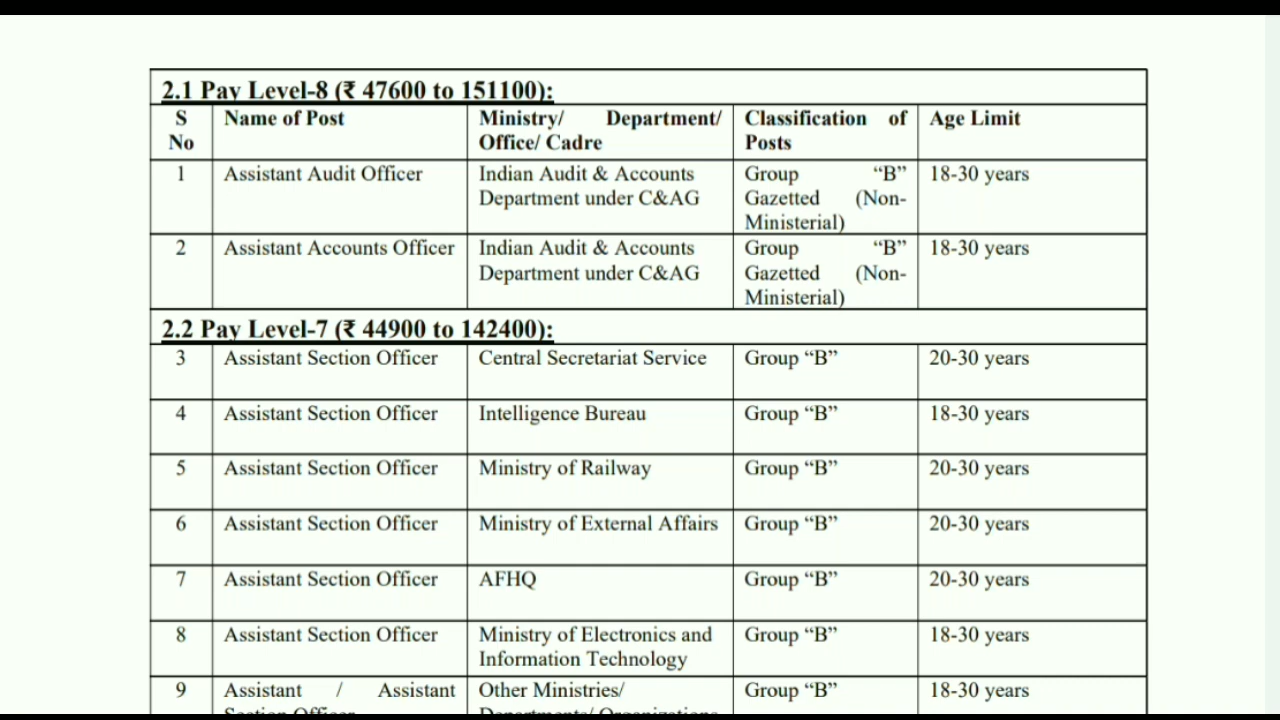 2.1 Pay Level-8 (₹ 47600 to 151100):
S No Name of Post Ministry/ Department/ Office/ Cadre Classification of Posts Age Limit
1 Assistant Audit Officer Indian Audit & Accounts Department under C&AG Group “B” Gazetted (Non-Ministerial) 18-30 years
2 Assistant Accounts Officer Indian Audit & Accounts Department under C&AG Group “B” Gazetted (Non-Ministerial) 18-30 years
2.2 Pay Level-7 (₹ 44900 to 142400):
3 Assistant Section Officer Central Secretariat Service Group “B” 20-30 years
4 Assistant Section Officer Intelligence Bureau Group “B” 18-30 years
5 Assistant Section Officer Ministry of Railway Group “B” 20-30 years
6 Assistant Section Officer Ministry of External Affairs Group “B” 20-30 years
7 Assistant Section Officer AFHQ Group “B” 20-30 years
8 Assistant Section Officer Ministry of Electronics and Information Technology Group “B” 18-30 years
9 Assistant / Assistant Other Ministries/ Group “B” 18-30 years